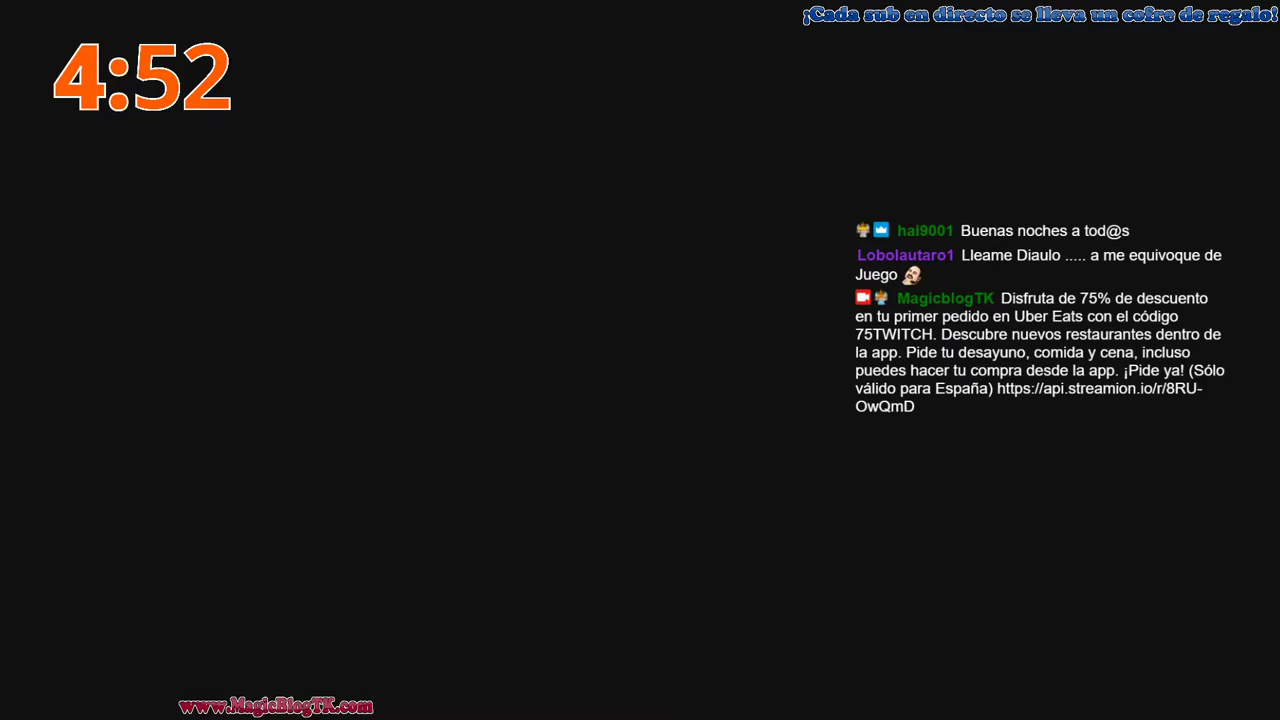 ¡Cada sub en directo se lleva un cofre de regalo!
4:52
hai9001 Buenas noches a tod@s
Lobolautaro1 Lleame Diaulo ..... a me equivoque de
Juego
MagicblogTK Disfruta de 75% de descuento
en tu primer pedido en Uber Eats con el código
75TWITCH. Descubre nuevos restaurantes dentro de
la app. Pide tu desayuno, comida y cena, incluso
puedes hacer tu compra desde la app. ¡Pide ya! (Sólo
válido para España) https://api.streamion.io/r/8RU-
OwQmD
www.MagicBlogTK.com